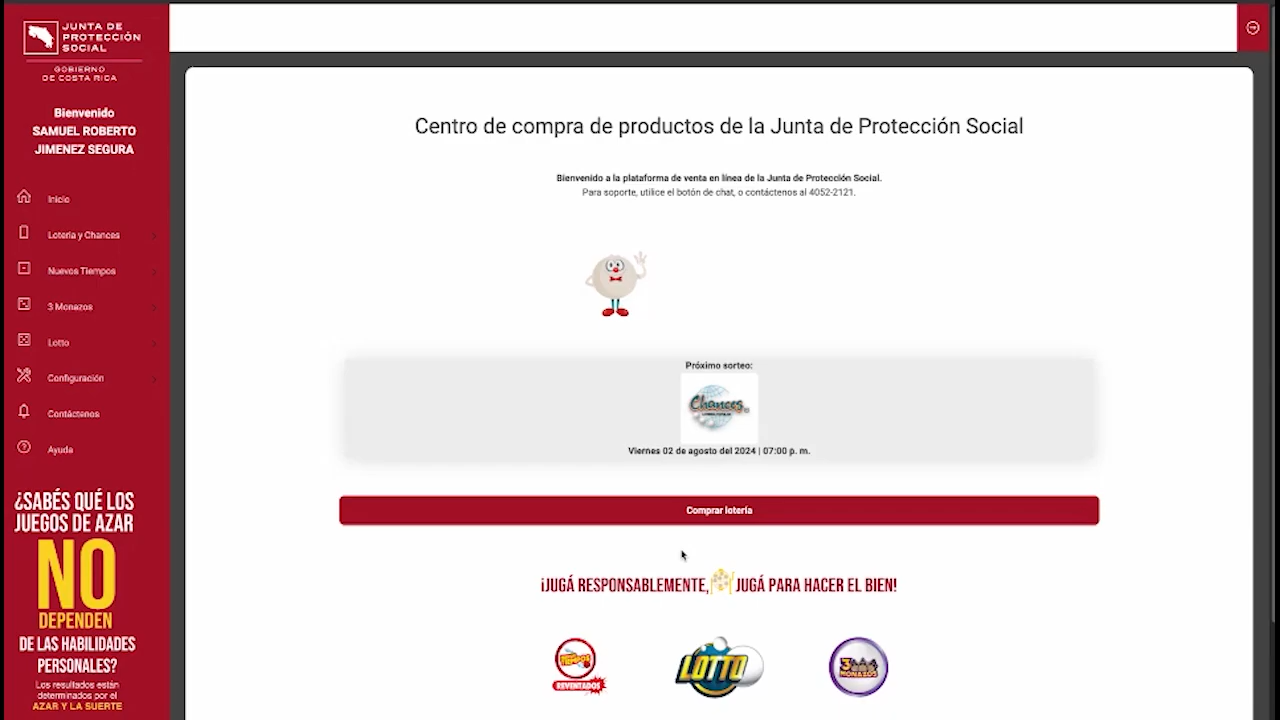 JUNTA DE
PROTECCIÓN
SOCIAL
GOBIERNO
DE COSTA RICA
Bienvenido
SAMUEL ROBERTO
JIMENEZ SEGURA
Inicio
Lotería y Chances
Nuevos Tiempos
3 Monazos
Lotto
Configuración
Contáctenos
Ayuda
¿SABÉS QUÉ LOS
JUEGOS DE AZAR
NO
DEPENDEN
DE LAS HABILIDADES
PERSONALES?
Los resultados están
determinados por el
AZAR Y LA SUERTE
Centro de compra de productos de la Junta de Protección Social
Bienvenido a la plataforma de venta en línea de la Junta de Protección Social.
Para soporte, utilice el botón de chat, o contáctenos al 4052-2121.
Próximo sorteo:
Chances
Viernes 02 de agosto del 2024 | 07:00 p. m.
Comprar lotería
¡JUGÁ RESPONSABLEMENTE, JUGÁ PARA HACER EL BIEN!
TIEMPOS
REVENTADOS
LOTTO
3
MONAZOS